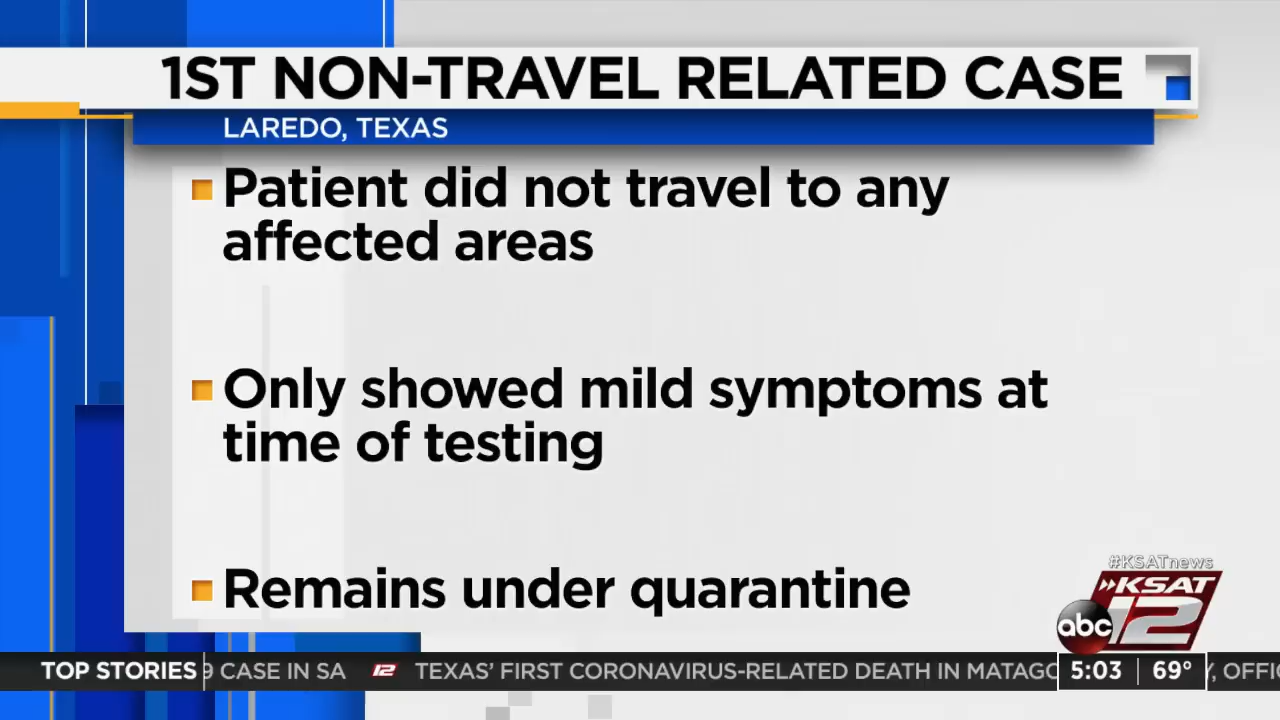 1ST NON-TRAVEL RELATED CASE
LAREDO, TEXAS
Patient did not travel to any
affected areas
Only showed mild symptoms at
time of testing
Remains under quarantine
#KSATnews
KSAT
abc 12
TOP STORIES 9 CASE IN SA 12 TEXAS' FIRST CORONAVIRUS-RELATED DEATH IN 5:03 69°